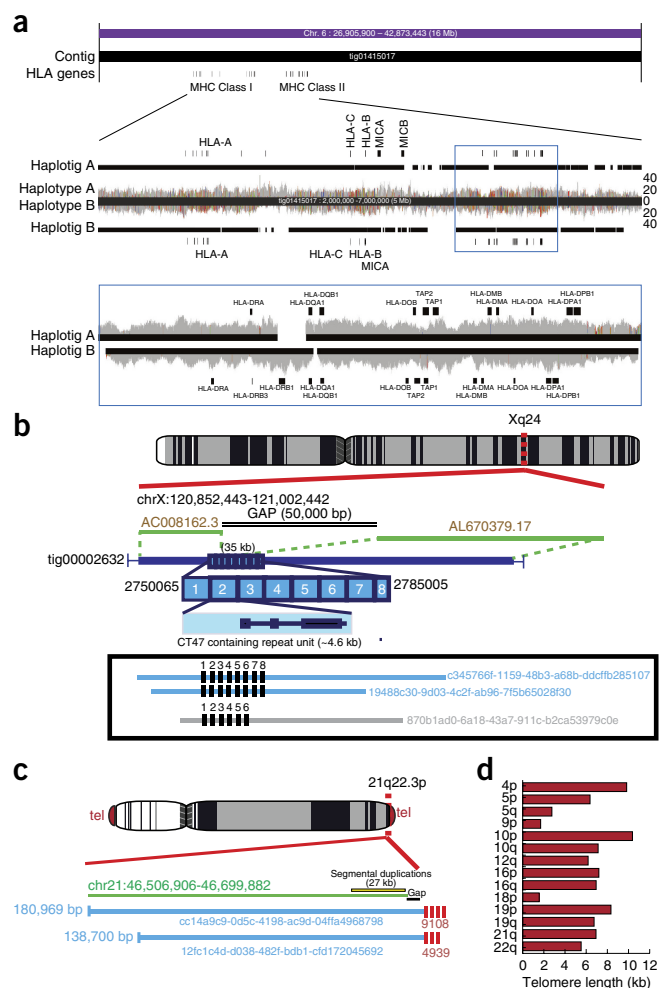 a
Chr. 6 : 26,905,900 – 42,873,443 (16 Mb)
Contig
tig01415017
HLA genes
MHC Class I
MHC Class II
HLA-A
HLA-C
HLA-B
MICA
MICB
Haplotig A
Haplotype A
Haplotype B
Haplotig B
tig01415017 : 2,000,000 -7,000,000 (5 Mb)
40
20
0
20
40
HLA-A
HLA-C
HLA-B
MICA
HLA-DRA
HLA-DQB1
HLA-DQA1
HLA-DOB
TAP2
TAP1
HLA-DMB
HLA-DMA
HLA-DOA
HLA-DPB1
HLA-DPA1
Haplotig A
Haplotig B
HLA-DRA
HLA-DRB3
HLA-DRB1
HLA-DQA1
HLA-DQB1
HLA-DOB
TAP2
TAP1
HLA-DMA
HLA-DMB
HLA-DOA
HLA-DPA1
HLA-DPB1
b
Xq24
chrX:120,852,443-121,002,442
GAP (50,000 bp)
AC008162.3
AL670379.17
tig00002632
(35 kb)
2750065
1 2 3 4 5 6 7 8
2785005
CT47 containing repeat unit (~4.6 kb)
1 2 3 4 5 6 7 8
c345766f-1159-48b3-a68b-ddcffb285107
19488c30-9d03-4c2f-ab96-7f5b65028f30
1 2 3 4 5 6
870b1ad0-6a18-43a7-911c-b2ca53979c0e
c
21q22.3p
tel
tel
Segmental duplications
(27 kb)
chr21:46,506,906-46,699,882
Gap
180,969 bp
cc14a9c9-0d5c-4198-ac9d-04ffa4968798
9108
138,700 bp
12fc1c4d-d038-482f-bdb1-cfd172045692
4939
d
4p
5p
5q
9p
10p
10q
12q
16p
16q
18p
19p
19q
21q
22q
0 2 4 6 8 10 12
Telomere length (kb)